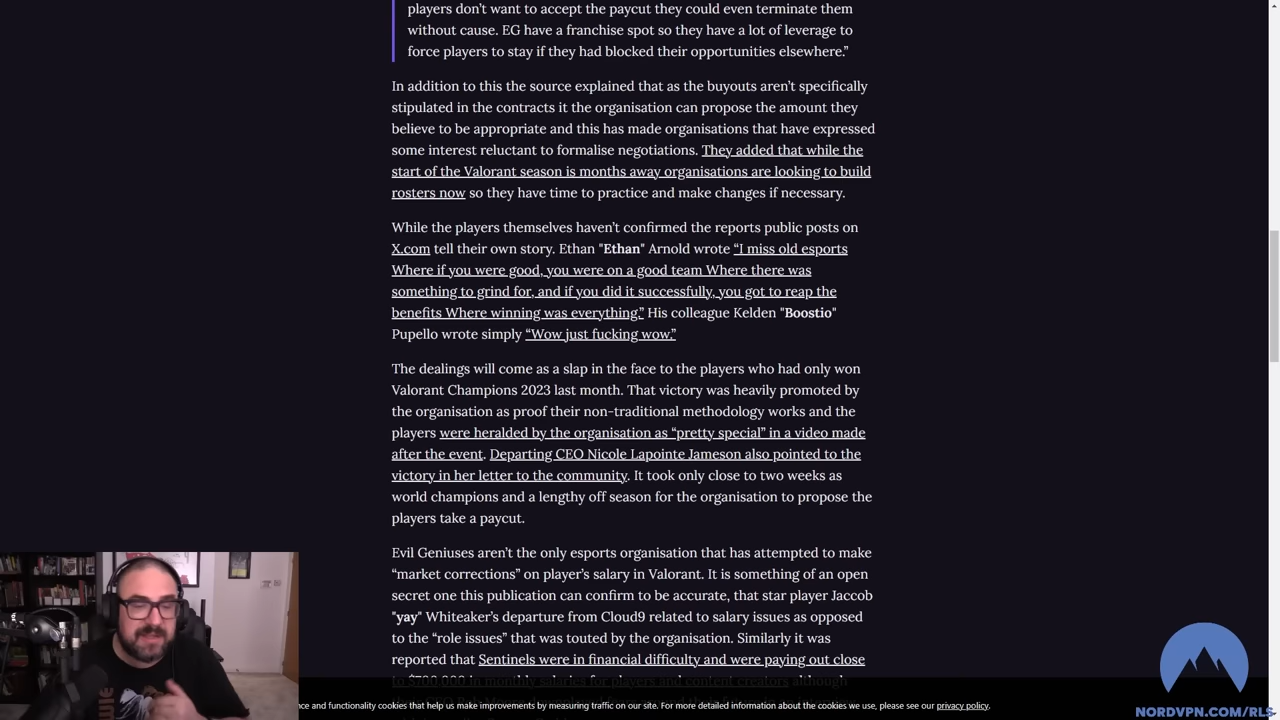 players don’t want to accept the paycut they could even terminate them
without cause. EG have a franchise spot so they have a lot of leverage to
force players to stay if they had blocked their opportunities elsewhere.”
In addition to this the source explained that as the buyouts aren’t specifically
stipulated in the contracts it the organisation can propose the amount they
believe to be appropriate and this has made organisations that have expressed
some interest reluctant to formalise negotiations. They added that while the
start of the Valorant season is months away organisations are looking to build
rosters now so they have time to practice and make changes if necessary.
While the players themselves haven’t confirmed the reports public posts on
X.com tell their own story. Ethan "Ethan" Arnold wrote “I miss old esports
Where if you were good, you were on a good team Where there was
something to grind for, and if you did it successfully, you got to reap the
benefits Where winning was everything.” His colleague Kelden "Boostio"
Pupello wrote simply “Wow just fucking wow.”
The dealings will come as a slap in the face to the players who had only won
Valorant Champions 2023 last month. That victory was heavily promoted by
the organisation as proof their non-traditional methodology works and the
players were heralded by the organisation as “pretty special” in a video made
after the event. Departing CEO Nicole Lapointe Jameson also pointed to the
victory in her letter to the community. It took only close to two weeks as
world champions and a lengthy off season for the organisation to propose the
players take a paycut.
Evil Geniuses aren’t the only esports organisation that has attempted to make
“market corrections” on player’s salary in Valorant. It is something of an open
secret one this publication can confirm to be accurate, that star player Jaccob
"yay" Whiteaker’s departure from Cloud9 related to salary issues as opposed
to the “role issues” that was touted by the organisation. Similarly it was
reported that Sentinels were in financial difficulty and were paying out close
to $700,000 in monthly salaries for players and content creators although
nce and functionality cookies that help us make improvements by measuring traffic on our site. For more detailed information about the cookies we use, please see our privacy policy.
NORDVPN.COM/RLS